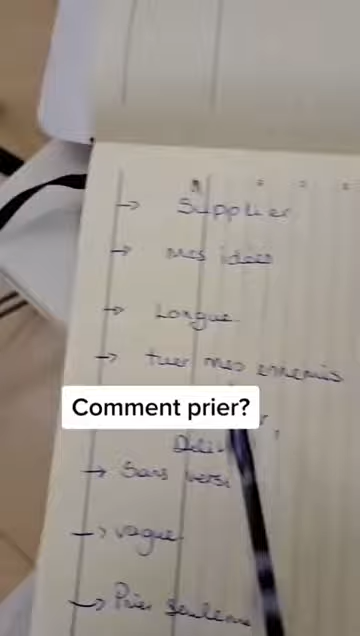 → Supplier
→ Mes idées
→ Longue
→ tuer mes ennemis
Comment prier?
→ Sans
→ vague
→ Prier